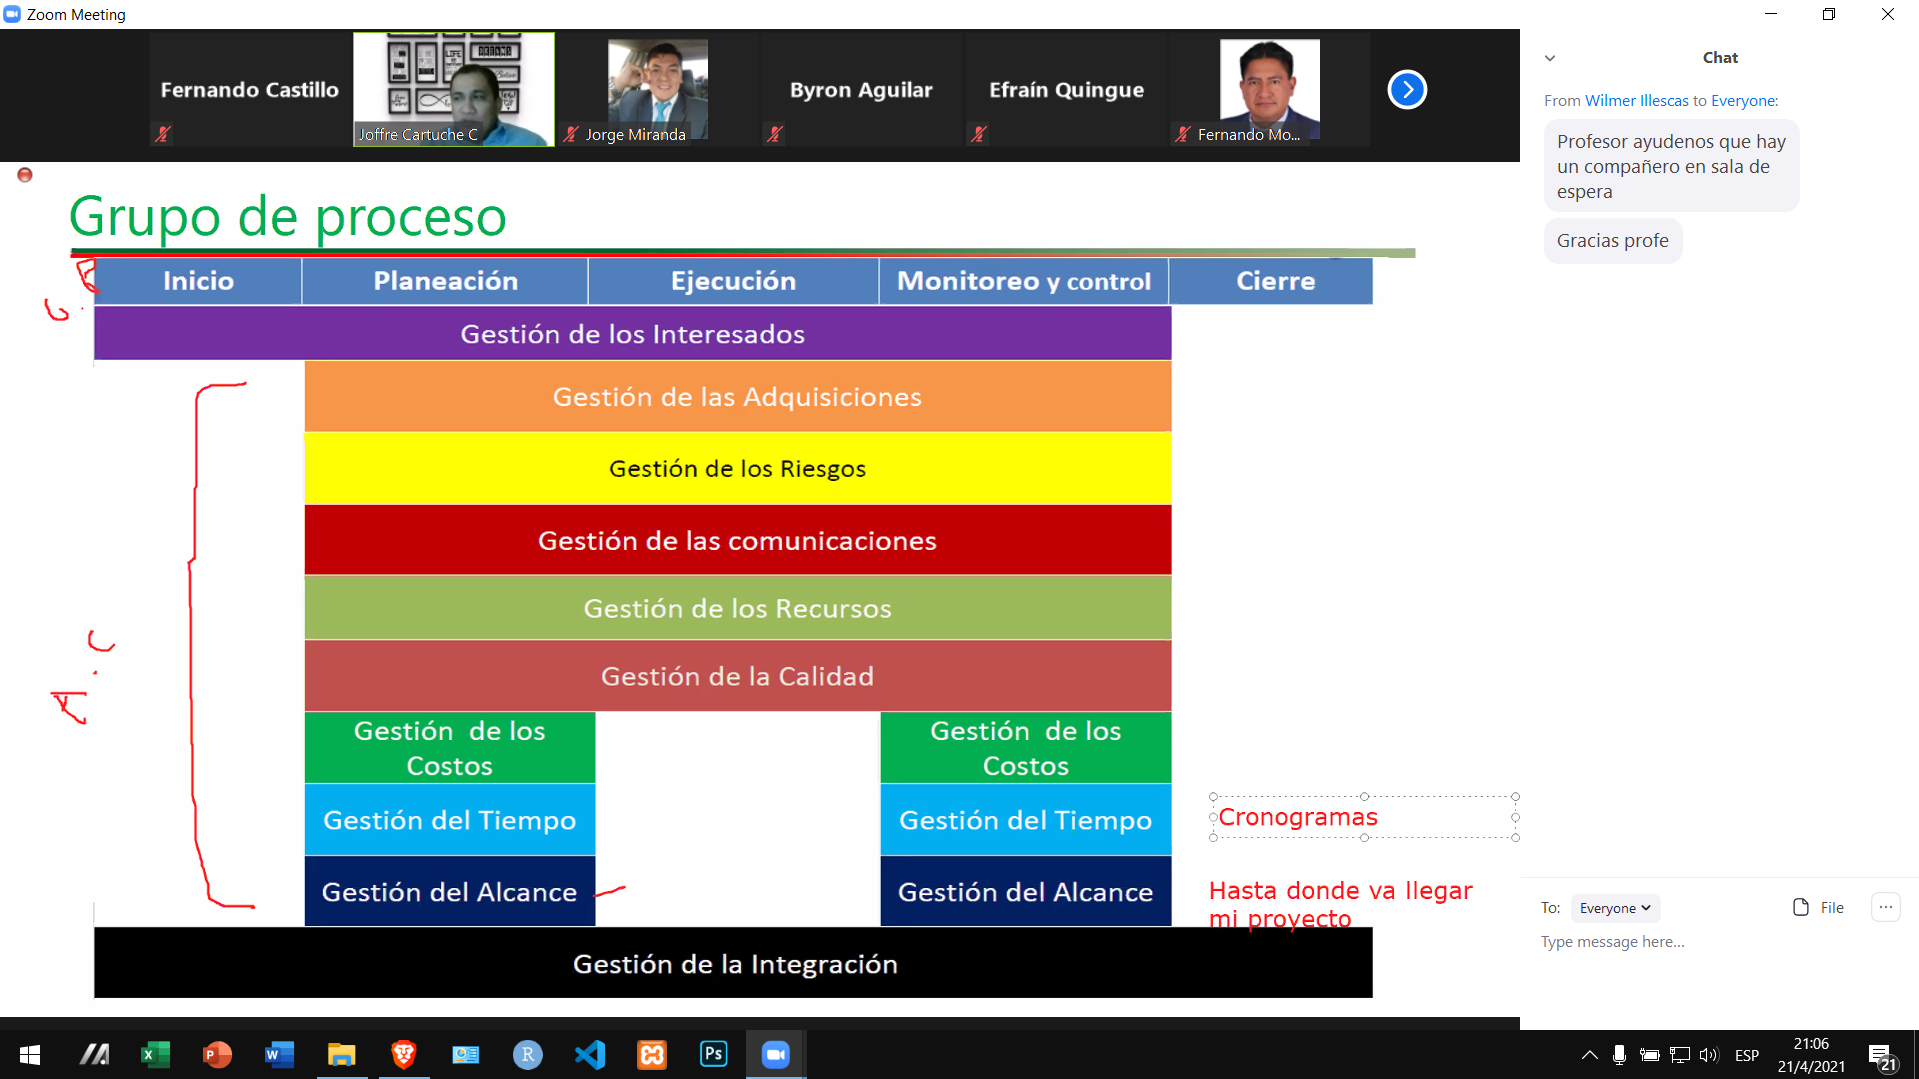 Zoom Meeting
Fernando Castillo
Joffre Cartuche C
Jorge Miranda
Byron Aguilar
Efraín Quingue
Fernando Mo...
Grupo de proceso
Inicio
Planeación
Ejecución
Monitoreo y control
Cierre
Gestión de los Interesados
Gestión de las Adquisiciones
Gestión de los Riesgos
Gestión de las comunicaciones
Gestión de los Recursos
Gestión de la Calidad
Gestión de los
Costos
Gestión de los
Costos
Gestión del Tiempo
Gestión del Tiempo
Cronogramas
Gestión del Alcance
Gestión del Alcance
Hasta donde va llegar
mi proyecto
Gestión de la Integración
Chat
From Wilmer Illescas to Everyone:
Profesor ayudenos que hay
un compañero en sala de
espera
Gracias profe
To: Everyone
File
Type message here...
ESP
21:06
21/4/2021
21